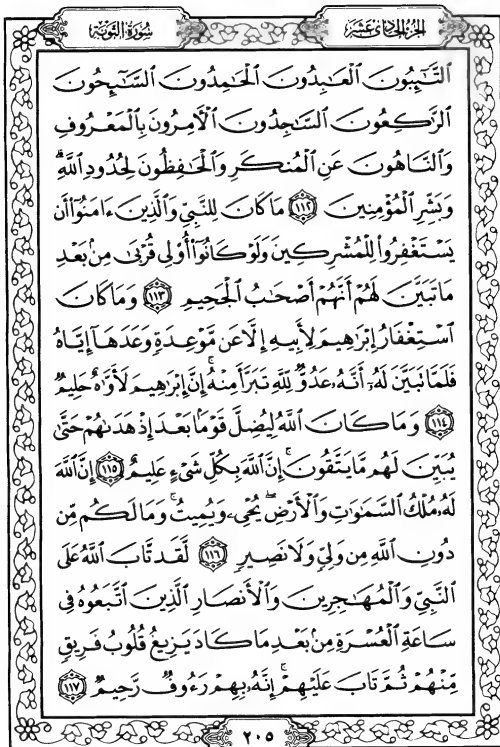 سُورَةُ التَّوۡبَةِ
الجُزءُ الحَادِي عَشَرَ
ٱلتَّٰٓئِبُونَ ٱلۡعَٰبِدُونَ ٱلۡحَٰمِدُونَ ٱلسَّٰٓئِحُونَ
ٱلرَّٰكِعُونَ ٱلسَّٰجِدُونَ ٱلۡأٓمِرُونَ بِٱلۡمَعۡرُوفِ
وَٱلنَّاهُونَ عَنِ ٱلۡمُنكَرِ وَٱلۡحَٰفِظُونَ لِحُدُودِ ٱللَّهِۗ
وَبَشِّرِ ٱلۡمُؤۡمِنِينَ ١١٢ مَا كَانَ لِلنَّبِيِّ وَٱلَّذِينَ ءَامَنُوٓاْ أَن
يَسۡتَغۡفِرُواْ لِلۡمُشۡرِكِينَ وَلَوۡ كَانُوٓاْ أُوْلِي قُرۡبَىٰ مِنۢ بَعۡدِ
مَا تَبَيَّنَ لَهُمۡ أَنَّهُمۡ أَصۡحَٰبُ ٱلۡجَحِيمِ ١١٣ وَمَا كَانَ
ٱسۡتِغۡفَارُ إِبۡرَٰهِيمَ لِأَبِيهِ إِلَّا عَن مَّوۡعِدَةٖ وَعَدَهَآ إِيَّاهُ
فَلَمَّا تَبَيَّنَ لَهُۥٓ أَنَّهُۥ عَدُوّٞ لِّلَّهِ تَبَرَّأَ مِنۡهُۚ إِنَّ إِبۡرَٰهِيمَ لَأَوَّٰهٌ حَلِيمٞ
١١٤ وَمَا كَانَ ٱللَّهُ لِيُضِلَّ قَوۡمَۢا بَعۡدَ إِذۡ هَدَىٰهُمۡ حَتَّىٰ
يُبَيِّنَ لَهُم مَّا يَتَّقُونَۚ إِنَّ ٱللَّهَ بِكُلِّ شَيۡءٍ عَلِيمٌ ١١٥ إِنَّ ٱللَّهَ
لَهُۥ مُلۡكُ ٱلسَّمَٰوَٰتِ وَٱلۡأَرۡضِۖ يُحۡيِۦ وَيُمِيتُۚ وَمَا لَكُم مِّن
دُونِ ٱللَّهِ مِن وَلِيّٖ وَلَا نَصِيرٖ ١١٦ لَّقَد تَّابَ ٱللَّهُ عَلَى
ٱلنَّبِيِّ وَٱلۡمُهَٰجِرِينَ وَٱلۡأَنصَارِ ٱلَّذِينَ ٱتَّبَعُوهُ فِي
سَاعَةِ ٱلۡعُسۡرَةِ مِنۢ بَعۡدِ مَا كَادَ يَزِيغُ قُلُوبُ فَرِيقٖ
مِّنۡهُمۡ ثُمَّ تَابَ عَلَيۡهِمۡۚ إِنَّهُۥ بِهِمۡ رَءُوفٞ رَّحِيمٞ ١١٧
٢٠٥